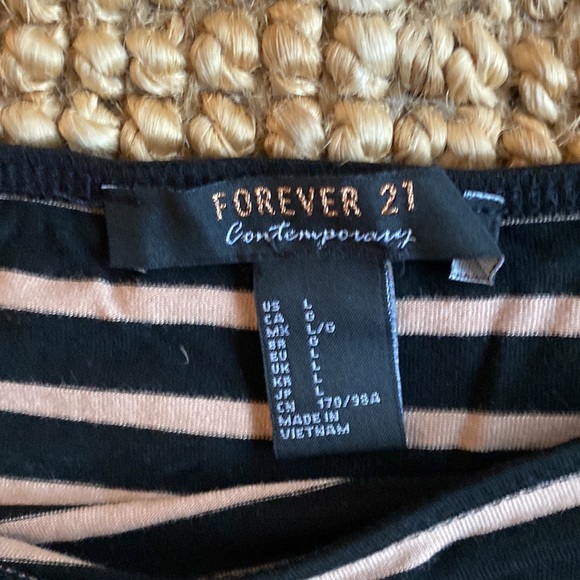 FOREVER 21
Contemporary
US L
CA G
MX L/G
BR G
EU L
UK L
KR L
JP L
CN 170/98A
MADE IN
VIETNAM